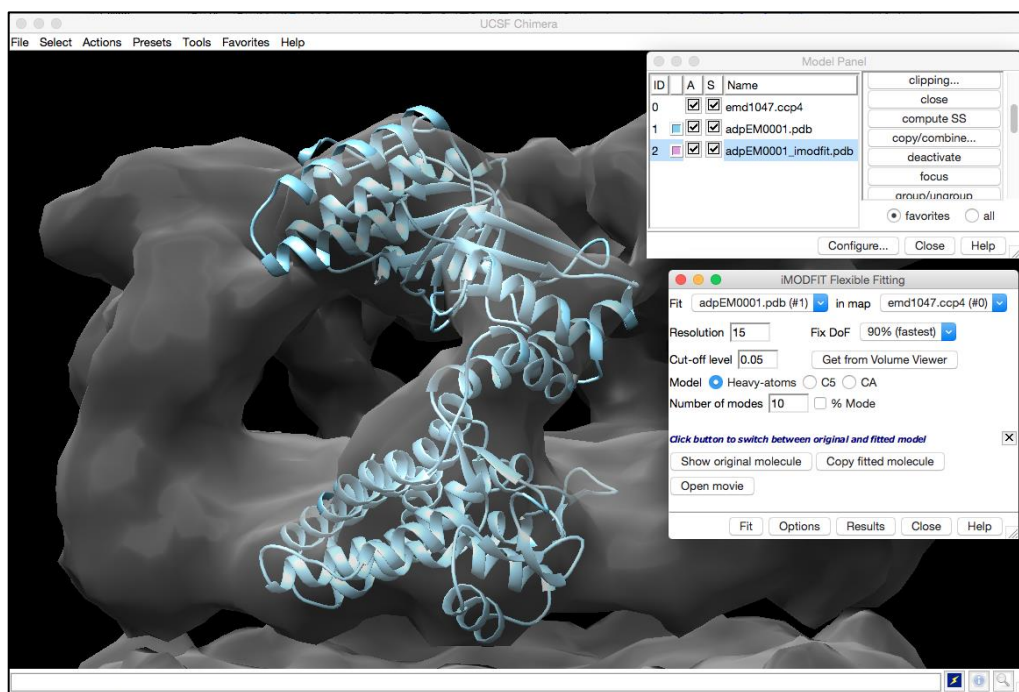 UCSF Chimera
File Select Actions Presets Tools Favorites Help
Model Panel
ID A S Name
0 emd1047.ccp4
1 adpEM0001.pdb
2 adpEM0001_imodfit.pdb
clipping...
close
compute SS
copy/combine...
deactivate
focus
group/ungroup
favorites all
Configure... Close Help
iMODFIT Flexible Fitting
Fit adpEM0001.pdb (#1) in map emd1047.ccp4 (#0)
Resolution 15 Fix DoF 90% (fastest)
Cut-off level 0.05 Get from Volume Viewer
Model Heavy-atoms C5 CA
Number of modes 10 % Mode
Click button to switch between original and fitted model
Show original molecule Copy fitted molecule
Open movie
Fit Options Results Close Help